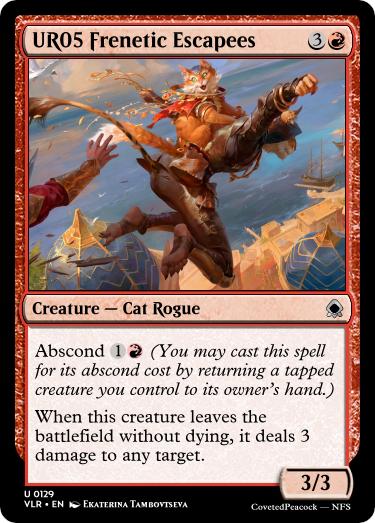 UR05 Frenetic Escapees 3
Creature — Cat Rogue
Abscond 1 (You may cast this spell
for its abscond cost by returning a tapped
creature you control to its owner's hand.)
When this creature leaves the
battlefield without dying, it deals 3
damage to any target.
3/3
U 0129
VLR • EN Ekaterina Tambovtseva
CovetedPeacock — NFS